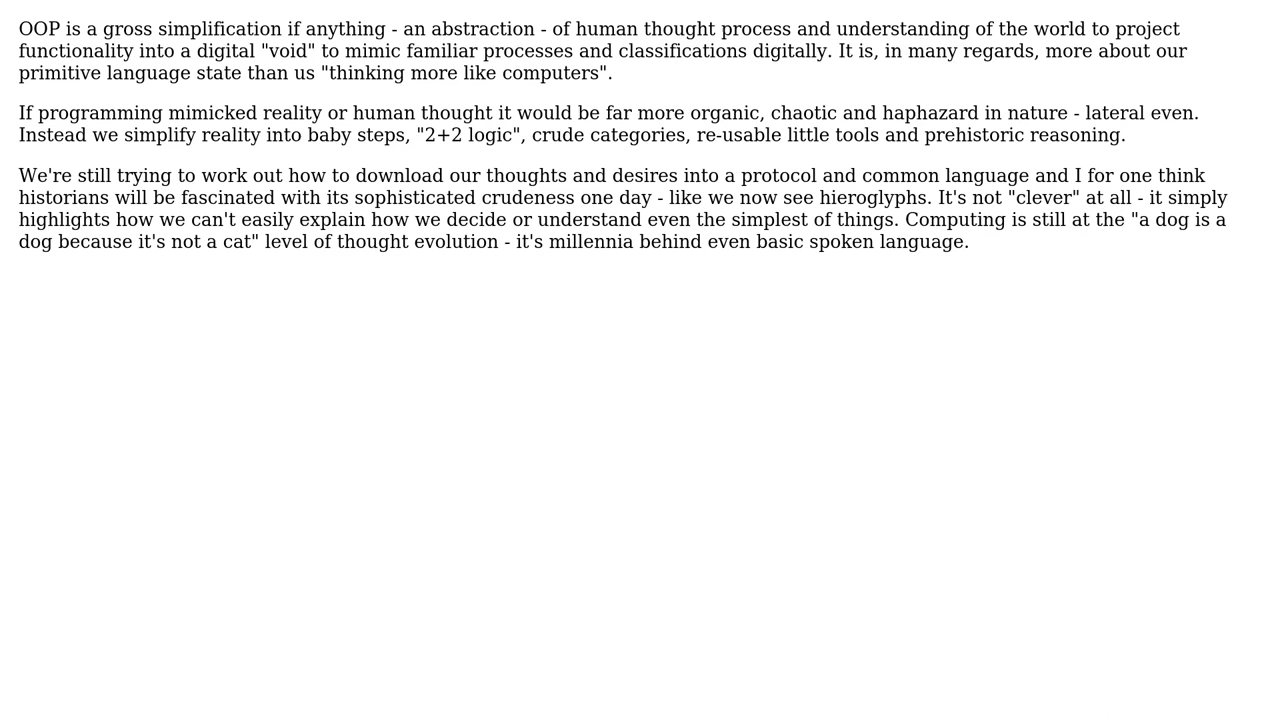 OOP is a gross simplification if anything - an abstraction - of human thought process and understanding of the world to project
functionality into a digital "void" to mimic familiar processes and classifications digitally. It is, in many regards, more about our
primitive language state than us "thinking more like computers".
If programming mimicked reality or human thought it would be far more organic, chaotic and haphazard in nature - lateral even.
Instead we simplify reality into baby steps, "2+2 logic", crude categories, re-usable little tools and prehistoric reasoning.
We're still trying to work out how to download our thoughts and desires into a protocol and common language and I for one think
historians will be fascinated with its sophisticated crudeness one day - like we now see hieroglyphs. It's not "clever" at all - it simply
highlights how we can't easily explain how we decide or understand even the simplest of things. Computing is still at the "a dog is a
dog because it's not a cat" level of thought evolution - it's millennia behind even basic spoken language.